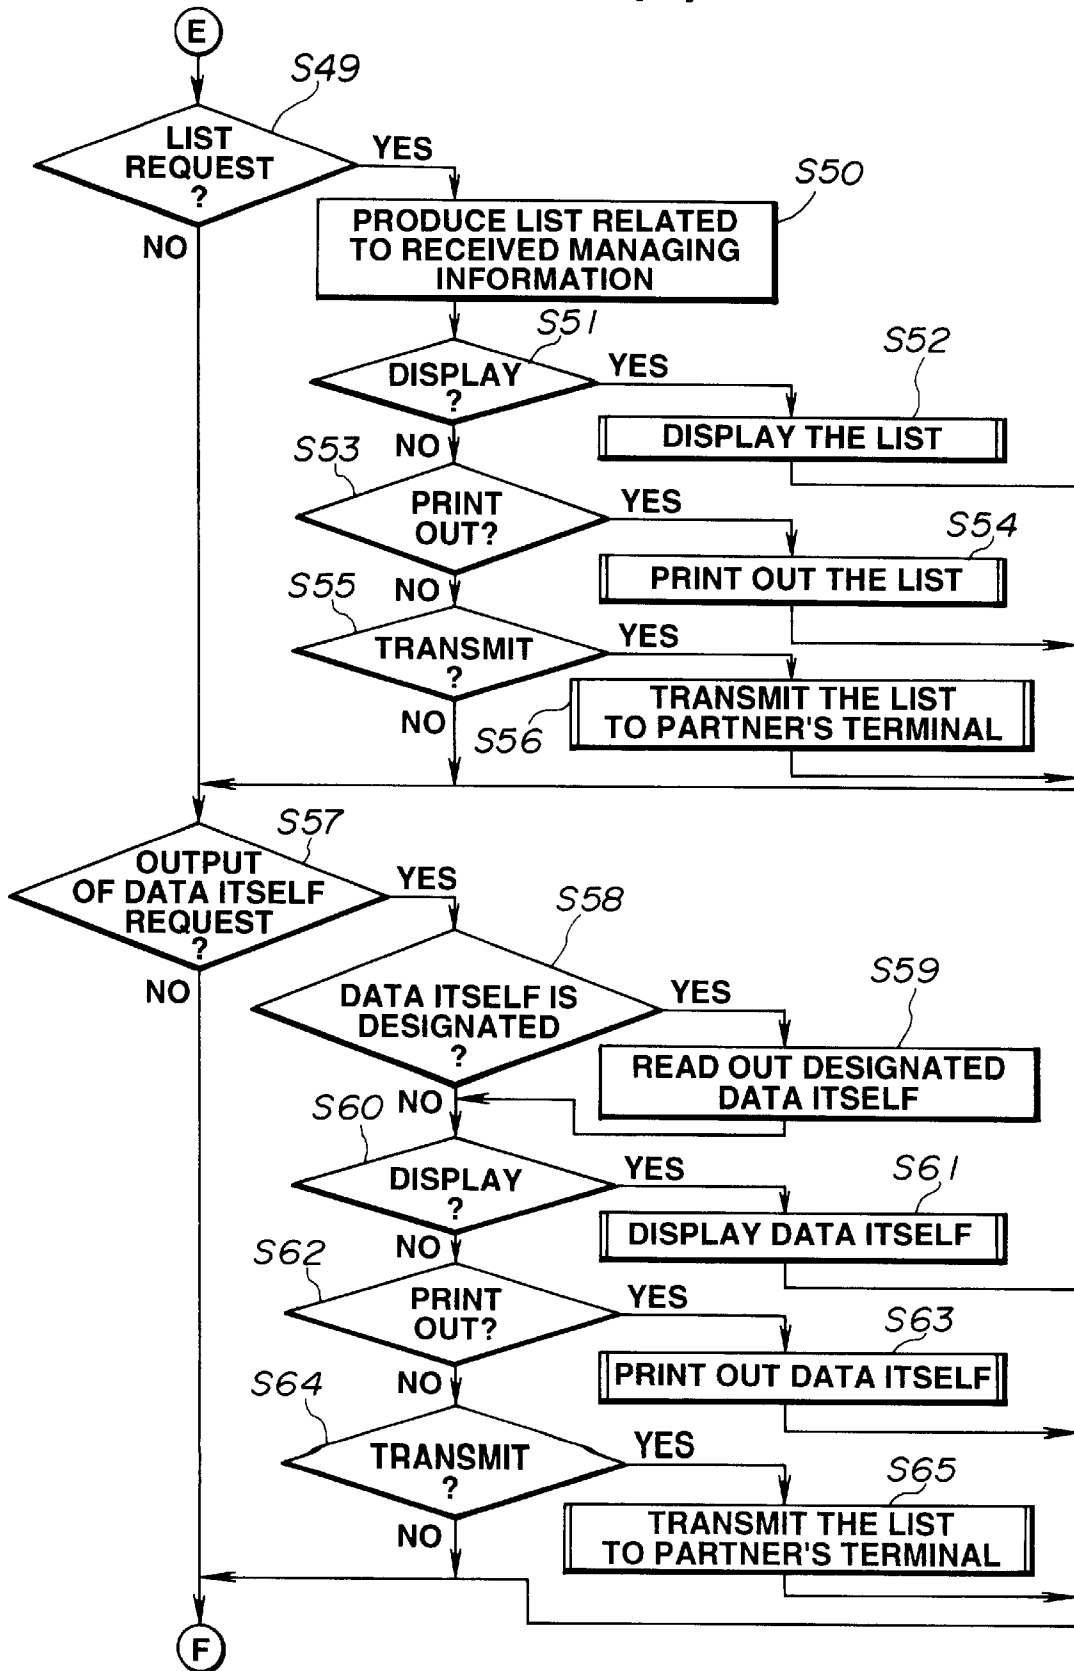 E
S49
LIST
REQUEST
?
YES
NO
S50
PRODUCE LIST RELATED
TO RECEIVED MANAGING
INFORMATION
S51
DISPLAY
?
YES
NO
S52
DISPLAY THE LIST
S53
PRINT
OUT?
YES
NO
S54
PRINT OUT THE LIST
S55
TRANSMIT
?
YES
NO
S56
TRANSMIT THE LIST
TO PARTNER'S TERMINAL
S57
OUTPUT
OF DATA ITSELF
REQUEST
?
YES
NO
S58
DATA ITSELF IS
DESIGNATED
?
YES
NO
S59
READ OUT DESIGNATED
DATA ITSELF
S60
DISPLAY
?
YES
NO
S61
DISPLAY DATA ITSELF
S62
PRINT
OUT?
YES
NO
S63
PRINT OUT DATA ITSELF
S64
TRANSMIT
?
YES
NO
S65
TRANSMIT THE LIST
TO PARTNER'S TERMINAL
F